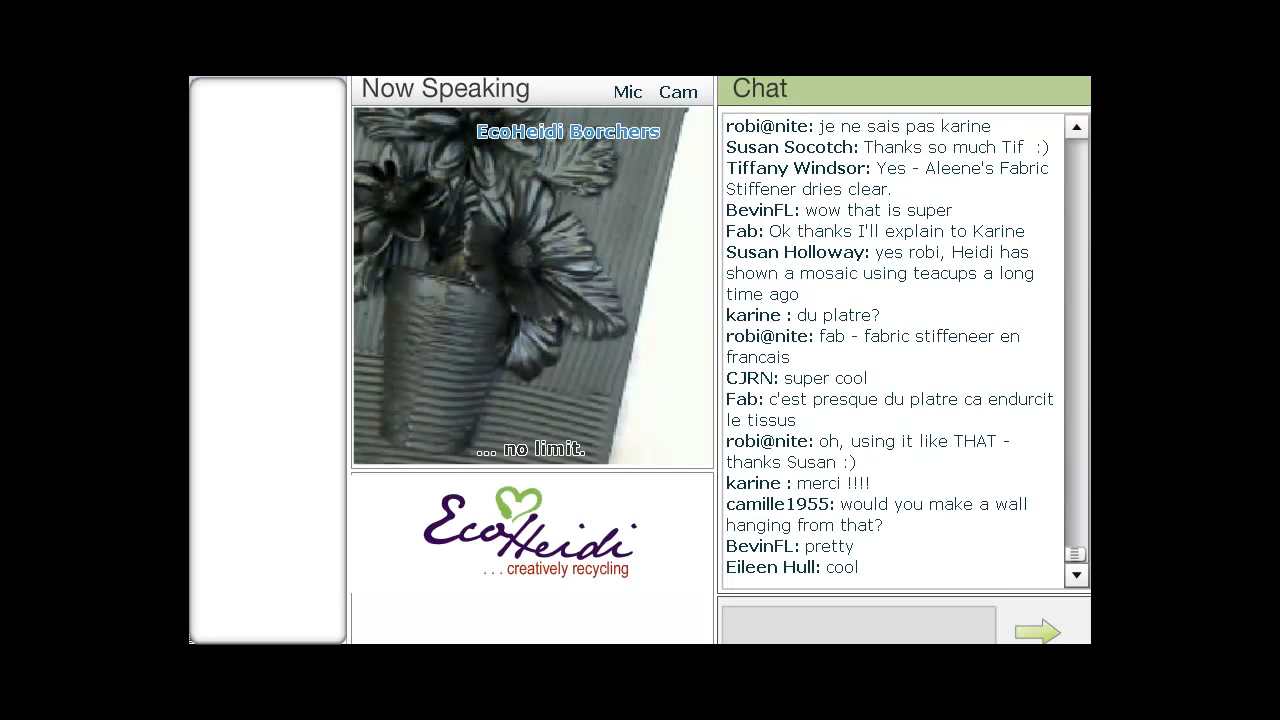 Now Speaking
Mic
Cam
EcoHeidi Borchers
... no limit.
EcoHeidi
...creatively recycling
Chat
robi@nite: je ne sais pas karine
Susan Socotch: Thanks so much Tif :)
Tiffany Windsor: Yes - Aleene's Fabric
Stiffener dries clear.
BevinFL: wow that is super
Fab: Ok thanks I'll explain to Karine
Susan Holloway: yes robi, Heidi has
shown a mosaic using teacups a long
time ago
karine : du platre?
robi@nite: fab - fabric stiffeneer en
francais
CJRN: super cool
Fab: c'est presque du platre ca endurcit
le tissus
robi@nite: oh, using it like THAT -
thanks Susan :)
karine : merci !!!!
camille1955: would you make a wall
hanging from that?
BevinFL: pretty
Eileen Hull: cool